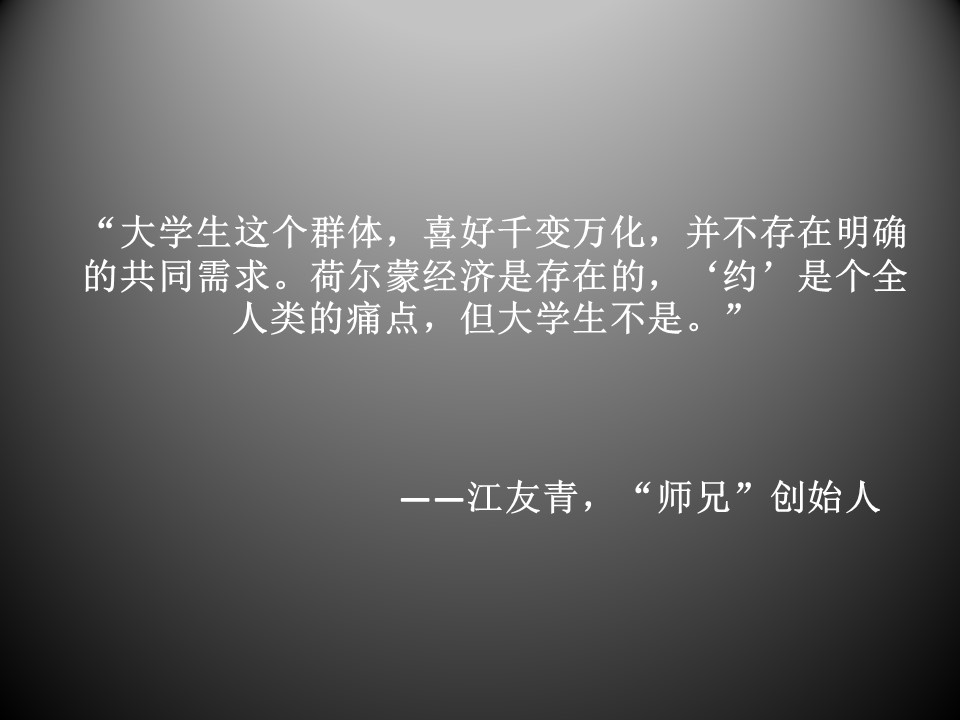 “大学生这个群体，喜好千变万化，并不存在明确
的共同需求。荷尔蒙经济是存在的，‘约’是个全
人类的痛点，但大学生不是。”
——江友青，“师兄”创始人